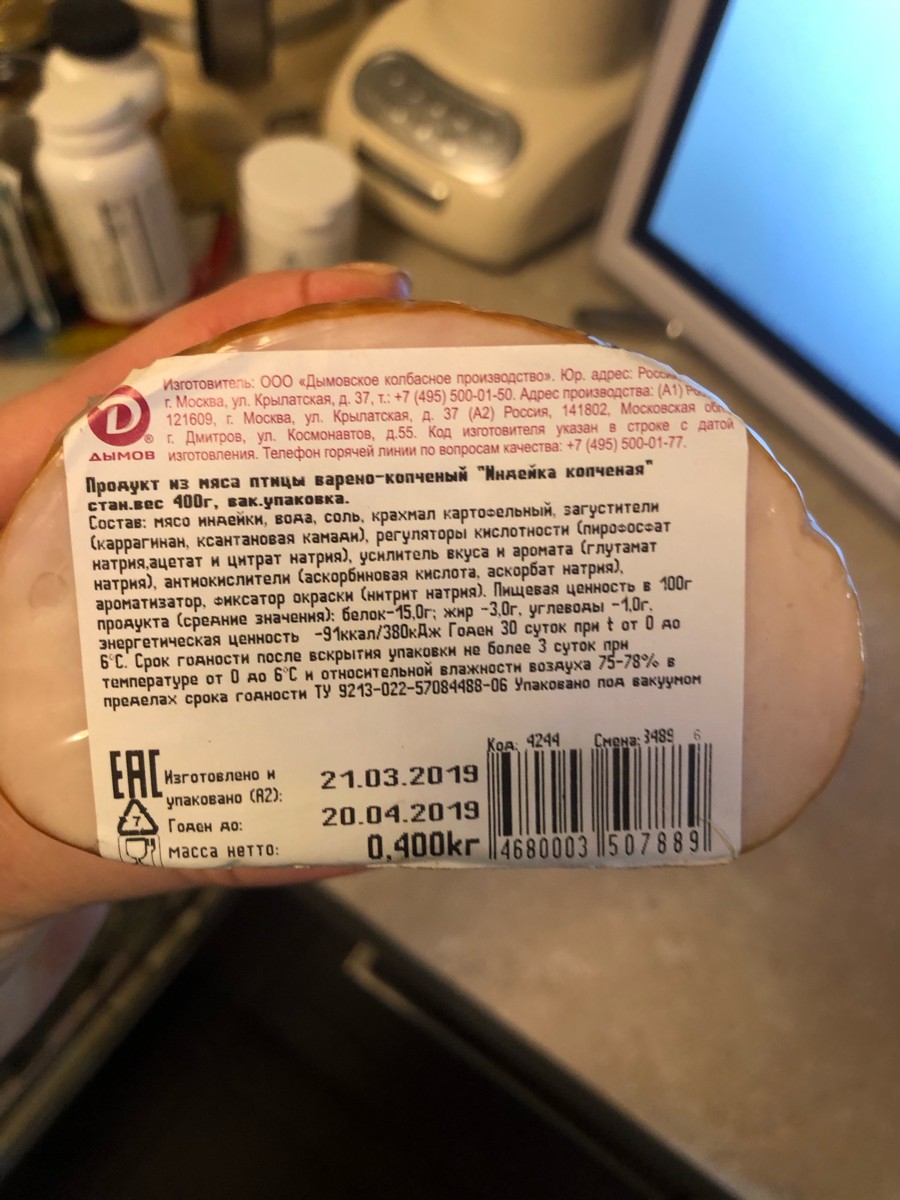 Изготовитель: ООО «Дымовское колбасное производство». Юр. адрес:
г. Москва, ул. Крылатская, д. 37, т.: +7 (495) 500-01-50. Адрес производства: (А1)
121609, г. Москва, ул. Крылатская, д. 37 (А2) Россия, 141802, Московская
г. Дмитров, ул. Космонавтов, д.55. Код изготовителя указан в строке с датой
изготовления. Телефон горячей линии по вопросам качества: +7 (495) 500-01-77.
D®
ДЫМОВ
Продукт из мяса птицы варено-копченый "Индейка копченая"
стан.вес 400г, вак.упаковка.
Состав: мясо индейки, вода, соль, крахмал картофельный, загустители
(каррагинан, ксантановая камадь), регуляторы кислотности (пирофосфат
натрия,ацетат и цитрат натрия), усилитель вкуса и аромата (глутамат
натрия), антиокислители (аскорбиновая кислота, аскорбат натрия),
ароматизатор, фиксатор окраски (нитрит натрия). Пищевая ценность в 100г
продукта (средние значения): белок-15,0г; жир -3,0г, углеводы -1,0г.
энергетическая ценность -91ккал/380кДж Годен 30 суток при t от 0 до
6°С. Срок годности после вскрытия упаковки не более 3 суток при
температуре от 0 до 6°С и относительной влажности воздуха 75-78% в
пределах срока годности ТУ 9213-022-57084488-06 Упаковано под вакуумом
Код: 4244 Смена: 3489 6
EAC
Изготовлено и
упаковано (А2): 21.03.2019
7
Годен до: 20.04.2019
масса нетто: 0,400kг
4680003 507889